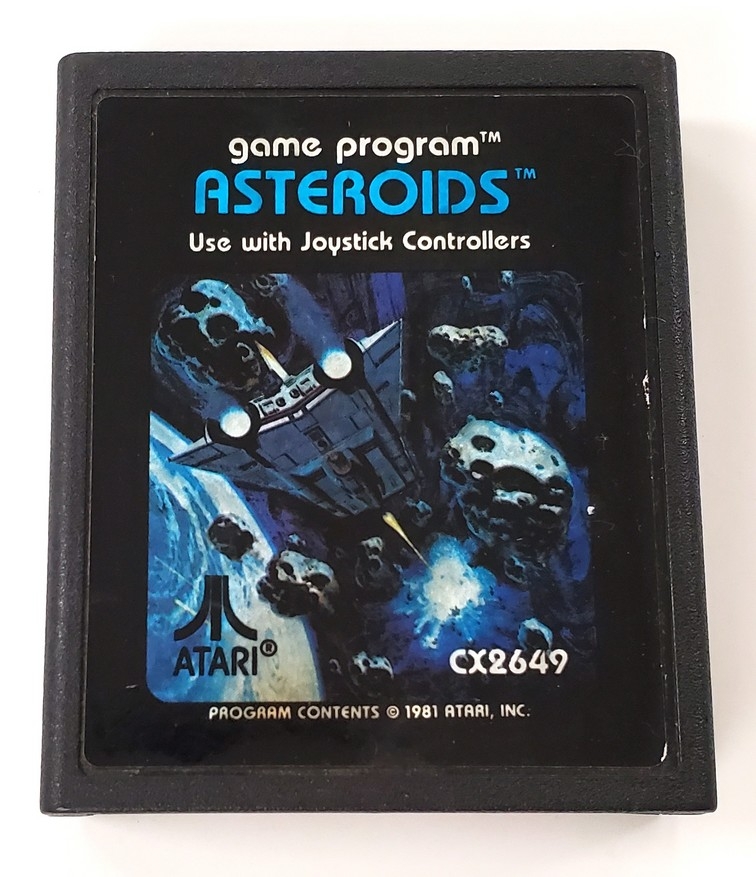 game program™
ASTEROIDS™
Use with Joystick Controllers
ATARI®
CX2649
PROGRAM CONTENTS © 1981 ATARI, INC.